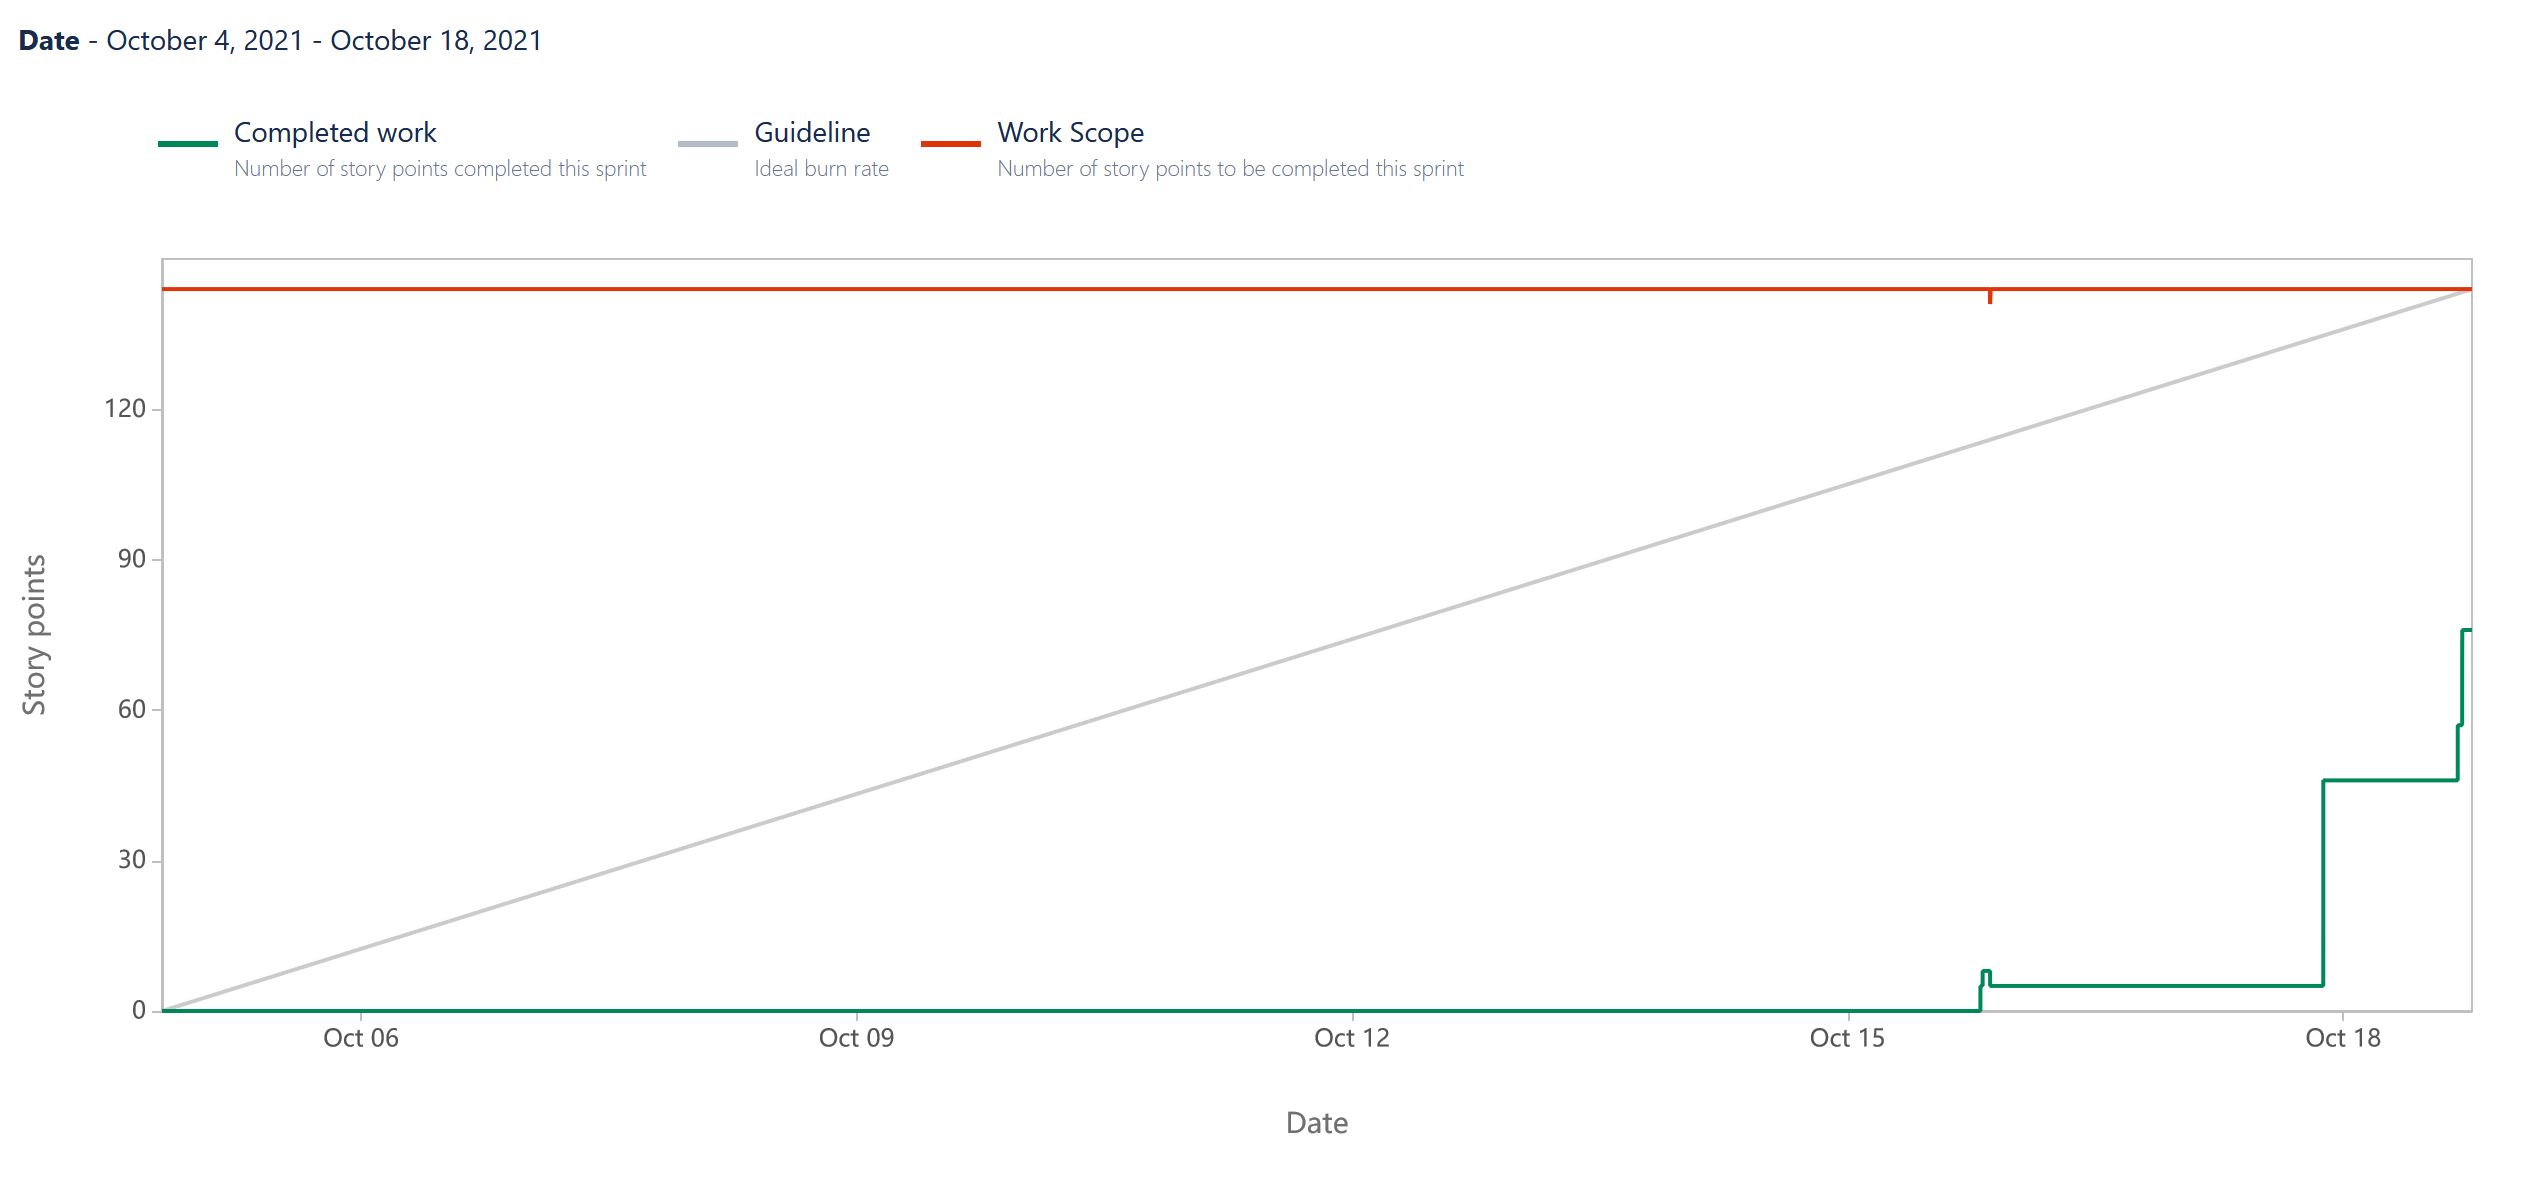 Date - October 4, 2021 - October 18, 2021
Completed work
Number of story points completed this sprint
Guideline
Ideal burn rate
Work Scope
Number of story points to be completed this sprint
120
90
60
30
0
Story points
Oct 06
Oct 09
Oct 12
Oct 15
Oct 18
Date